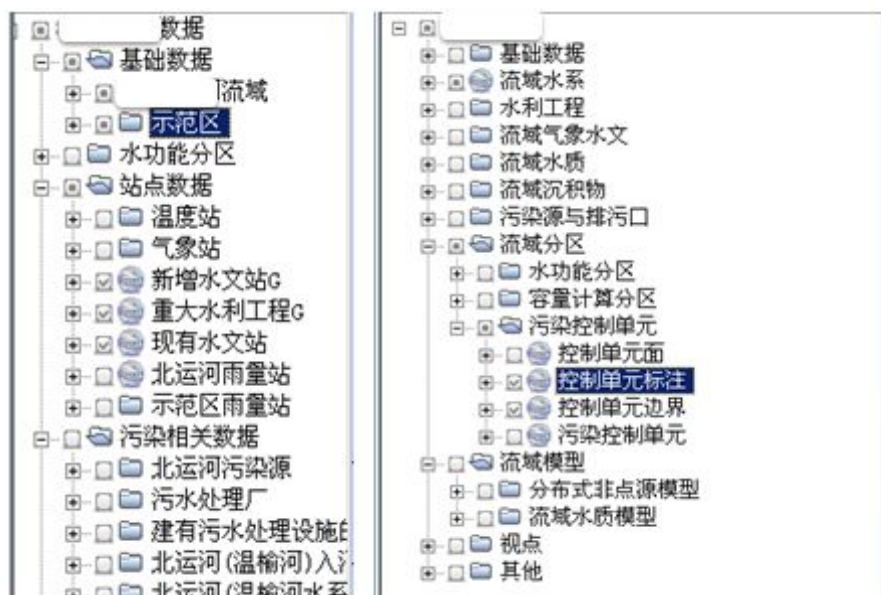 数据
基础数据
流域
示范区
水功能分区
站点数据
温度站
气象站
新增水文站G
重大水利工程G
现有水文站
北运河雨量站
示范区雨量站
污染相关数据
北运河污染源
污水处理厂
建有污水处理设施
北运河(温榆河)入
北运河(温榆河水系
基础数据
流域水系
水利工程
流域气象水文
流域水质
流域沉积物
污染源与排污口
流域分区
水功能分区
容量计算分区
污染控制单元
控制单元面
控制单元标注
控制单元边界
污染控制单元
流域模型
分布式非点源模型
流域水质模型
视点
其他